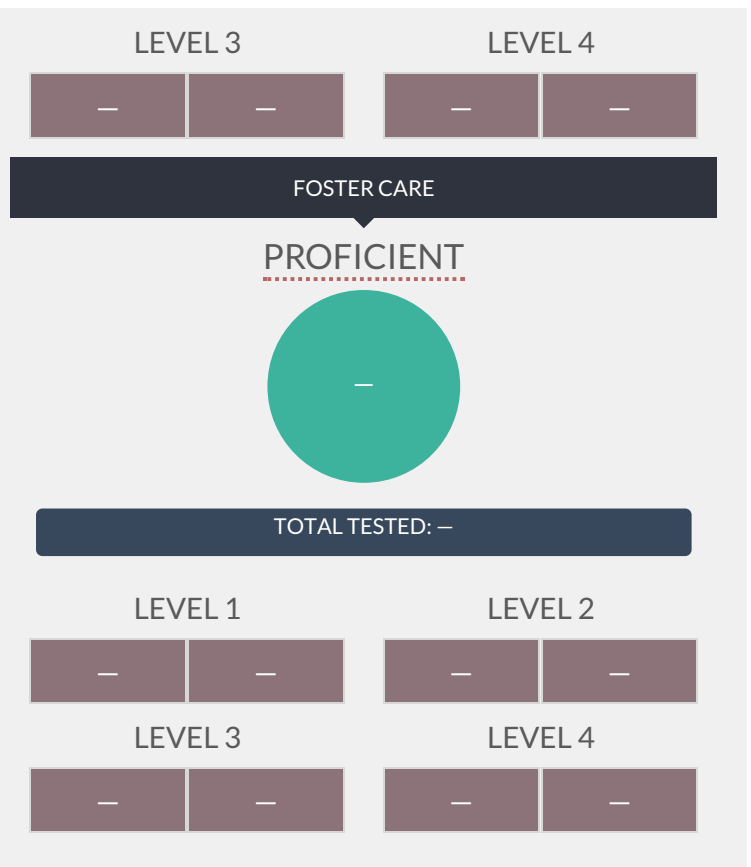 LEVEL 3 LEVEL 4
— — — —
FOSTER CARE
PROFICIENT
—
TOTAL TESTED: —
LEVEL 1 LEVEL 2
— — — —
LEVEL 3 LEVEL 4
— — — —